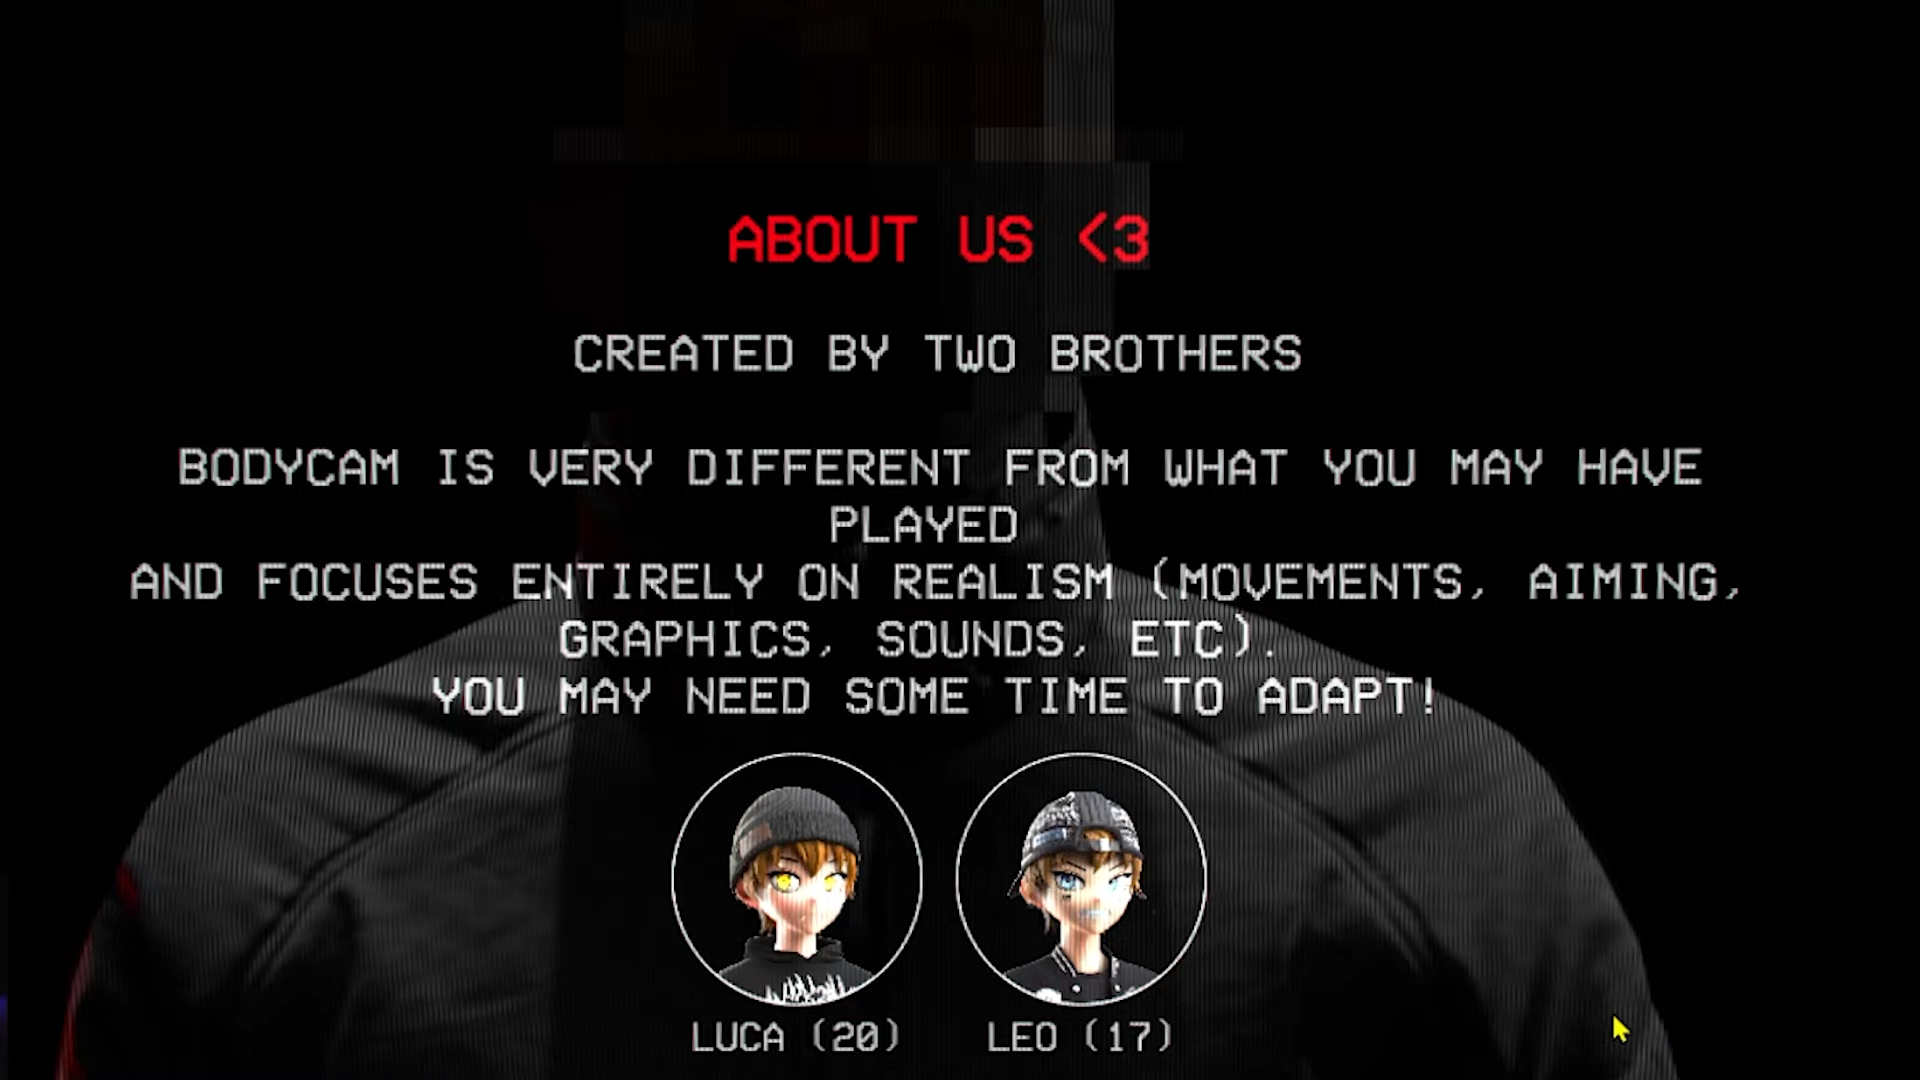 ABOUT US <3
CREATED BY TWO BROTHERS
BODYCAM IS VERY DIFFERENT FROM WHAT YOU MAY HAVE
PLAYED
AND FOCUSES ENTIRELY ON REALISM (MOVEMENTS, AIMING,
GRAPHICS, SOUNDS, ETC).
YOU MAY NEED SOME TIME TO ADAPT!
LUCA (20) LEO (17)